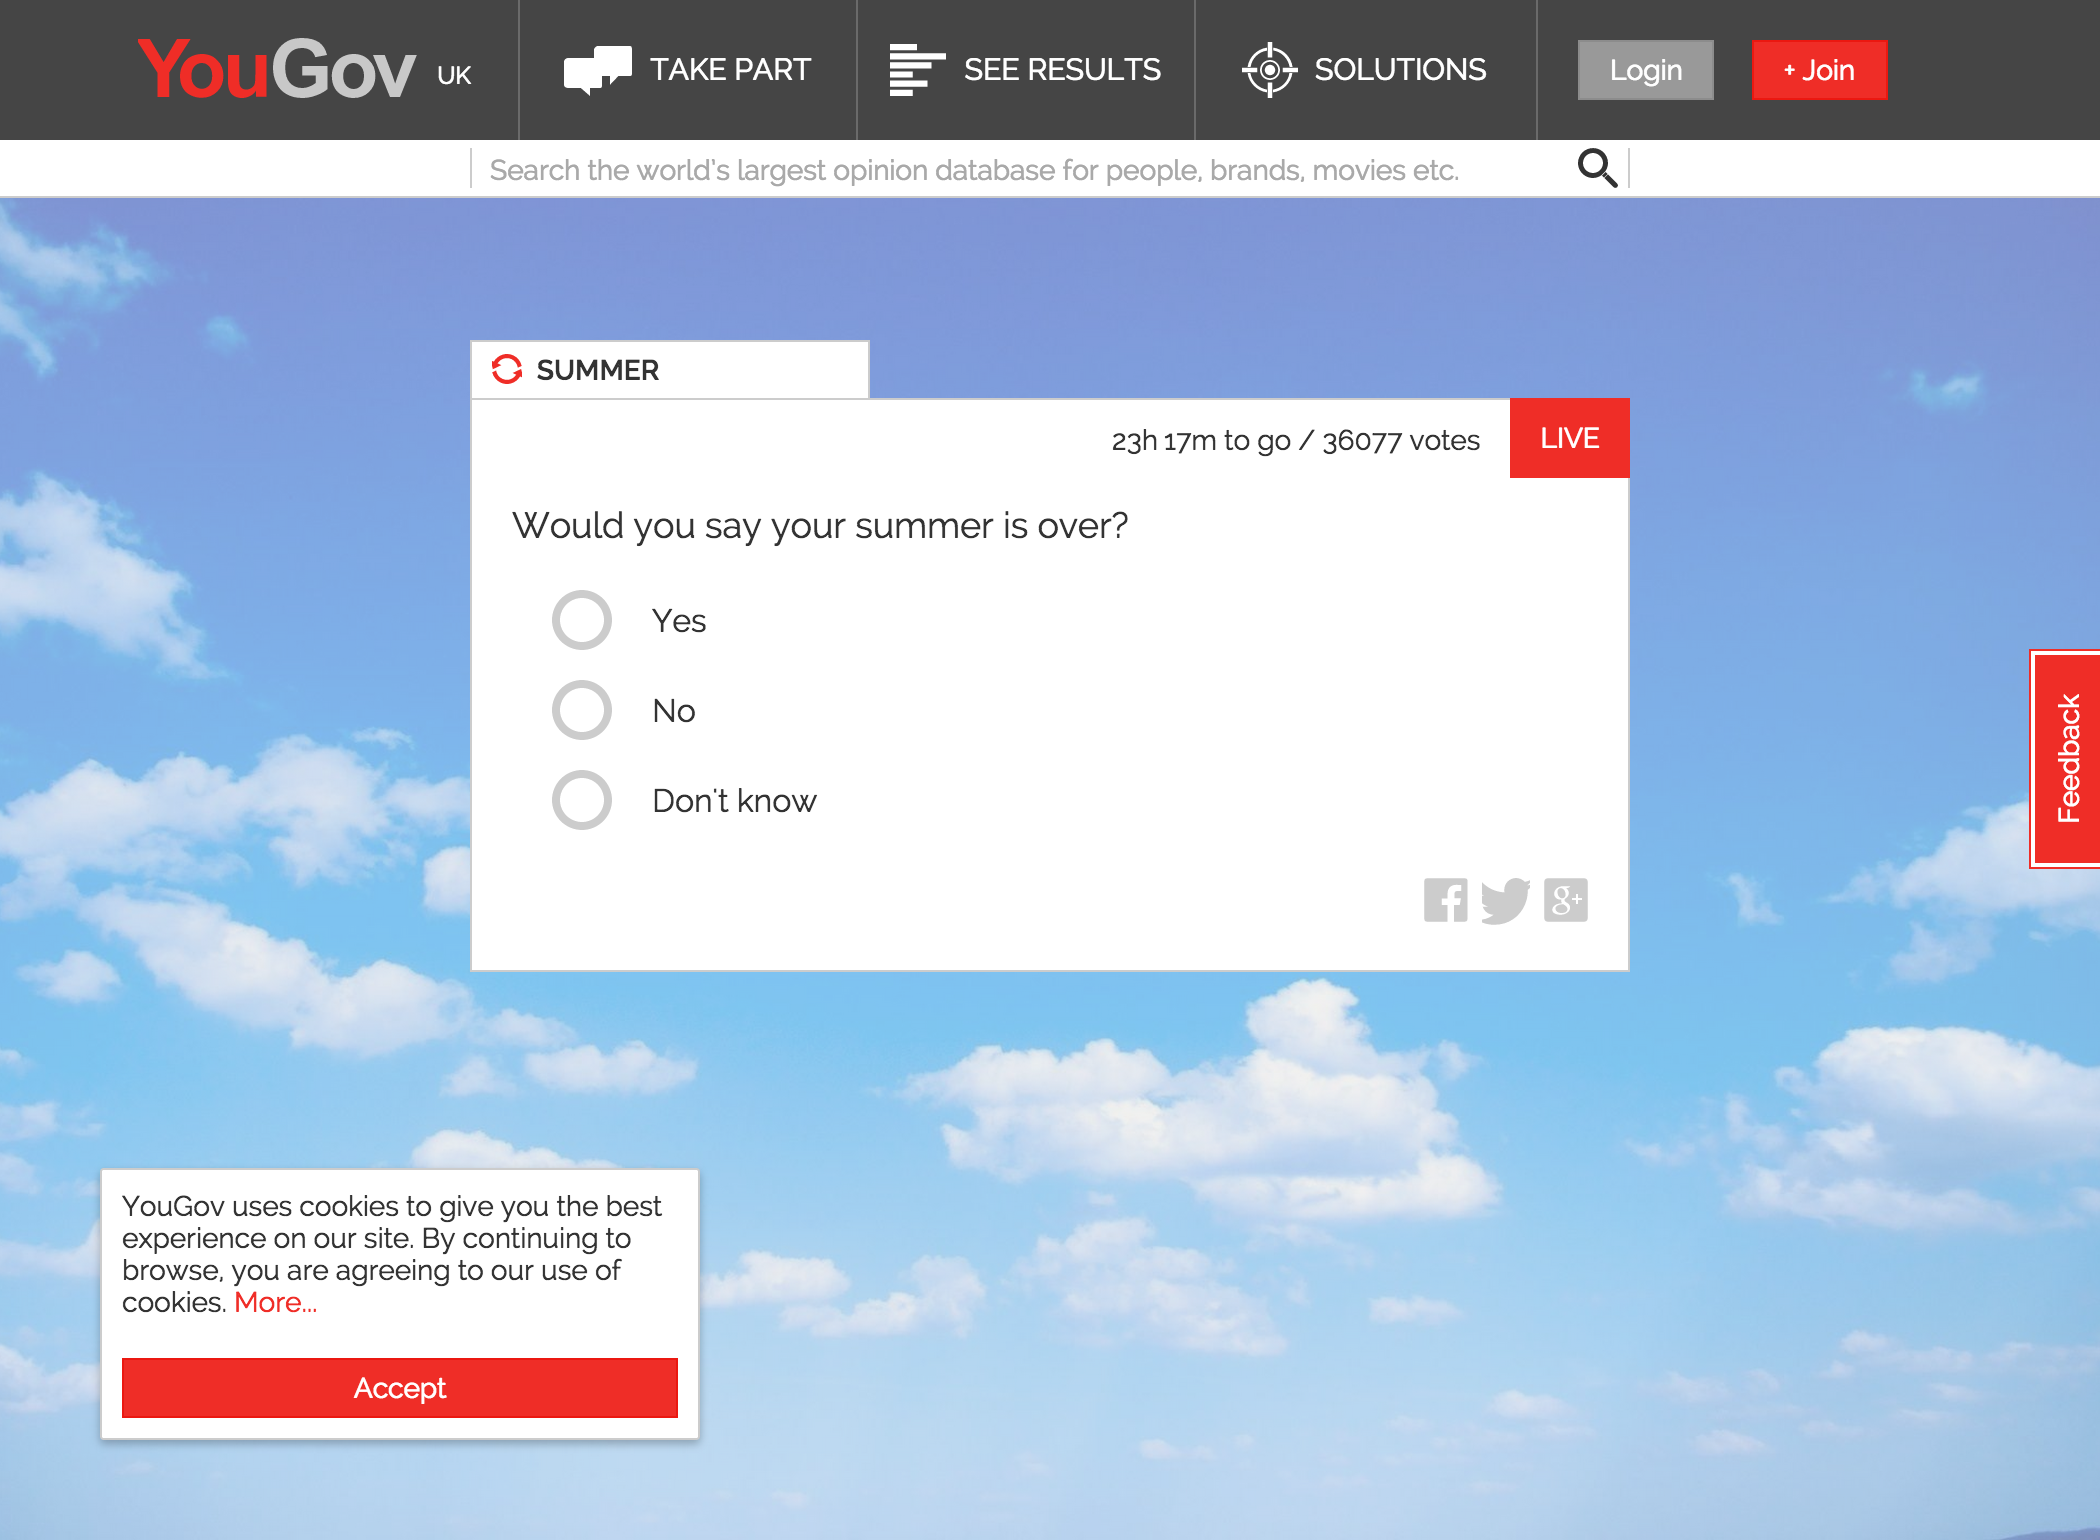 YouGov UK
TAKE PART
SEE RESULTS
SOLUTIONS
Login
+ Join
Search the world's largest opinion database for people, brands, movies etc.
SUMMER
23h 17m to go / 36077 votes
LIVE
Would you say your summer is over?
Yes
No
Don't know
Feedback
g+
YouGov uses cookies to give you the best
experience on our site. By continuing to
browse, you are agreeing to our use of
cookies. More...
Accept